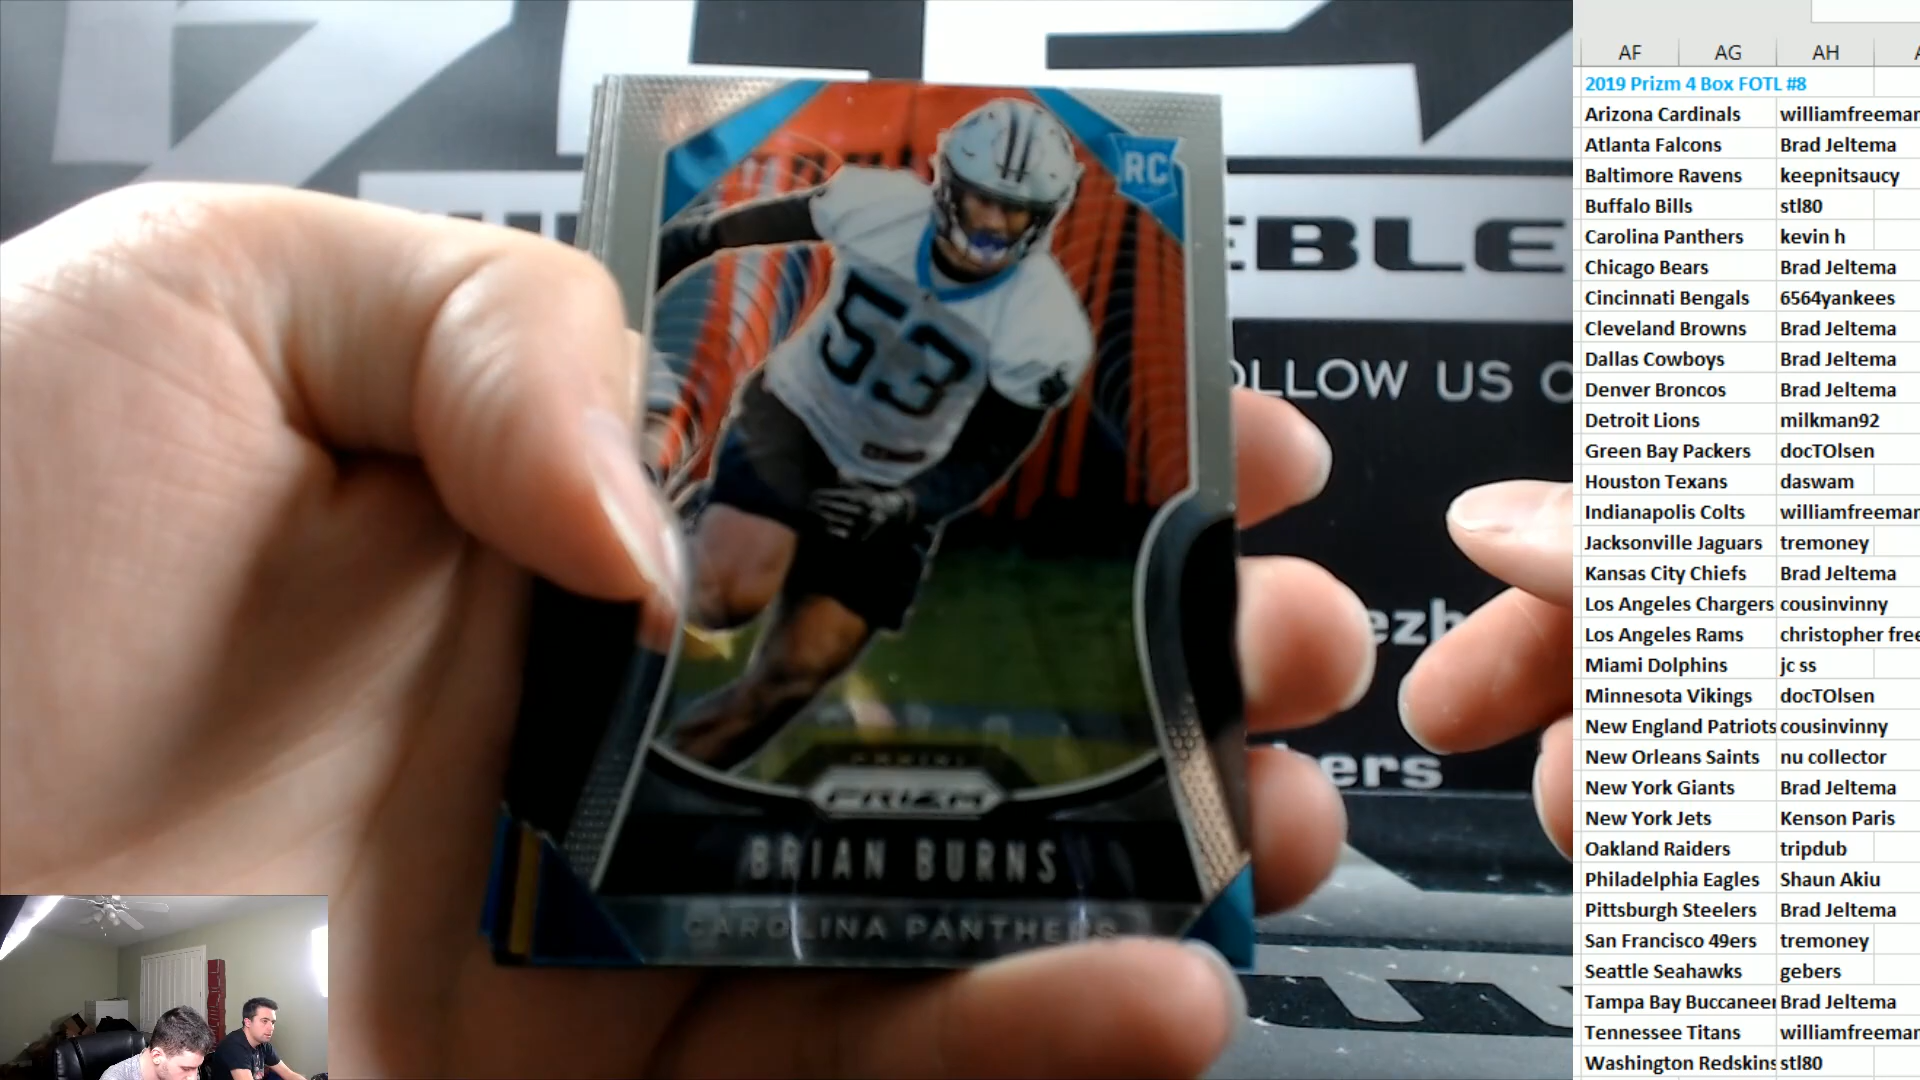 RC
53
EBLE
OLLOW US O
ezb
bers
PANINI
PRIZM
BRIAN BURNS
CAROLINA PANTHERS
AF AG AH
2019 Prizm 4 Box FOTL #8
Arizona Cardinals williamfreeman
Atlanta Falcons Brad Jeltema
Baltimore Ravens keepnitsaucy
Buffalo Bills stl80
Carolina Panthers kevin h
Chicago Bears Brad Jeltema
Cincinnati Bengals 6564yankees
Cleveland Browns Brad Jeltema
Dallas Cowboys Brad Jeltema
Denver Broncos Brad Jeltema
Detroit Lions milkman92
Green Bay Packers docTOlsen
Houston Texans daswam
Indianapolis Colts williamfreeman
Jacksonville Jaguars tremoney
Kansas City Chiefs Brad Jeltema
Los Angeles Chargers cousinvinny
Los Angeles Rams christopher free
Miami Dolphins jc ss
Minnesota Vikings docTOlsen
New England Patriots cousinvinny
New Orleans Saints nu collector
New York Giants Brad Jeltema
New York Jets Kenson Paris
Oakland Raiders tripdub
Philadelphia Eagles Shaun Akiu
Pittsburgh Steelers Brad Jeltema
San Francisco 49ers tremoney
Seattle Seahawks gebers
Tampa Bay Buccaneer Brad Jeltema
Tennessee Titans williamfreeman
Washington Redskins stl80